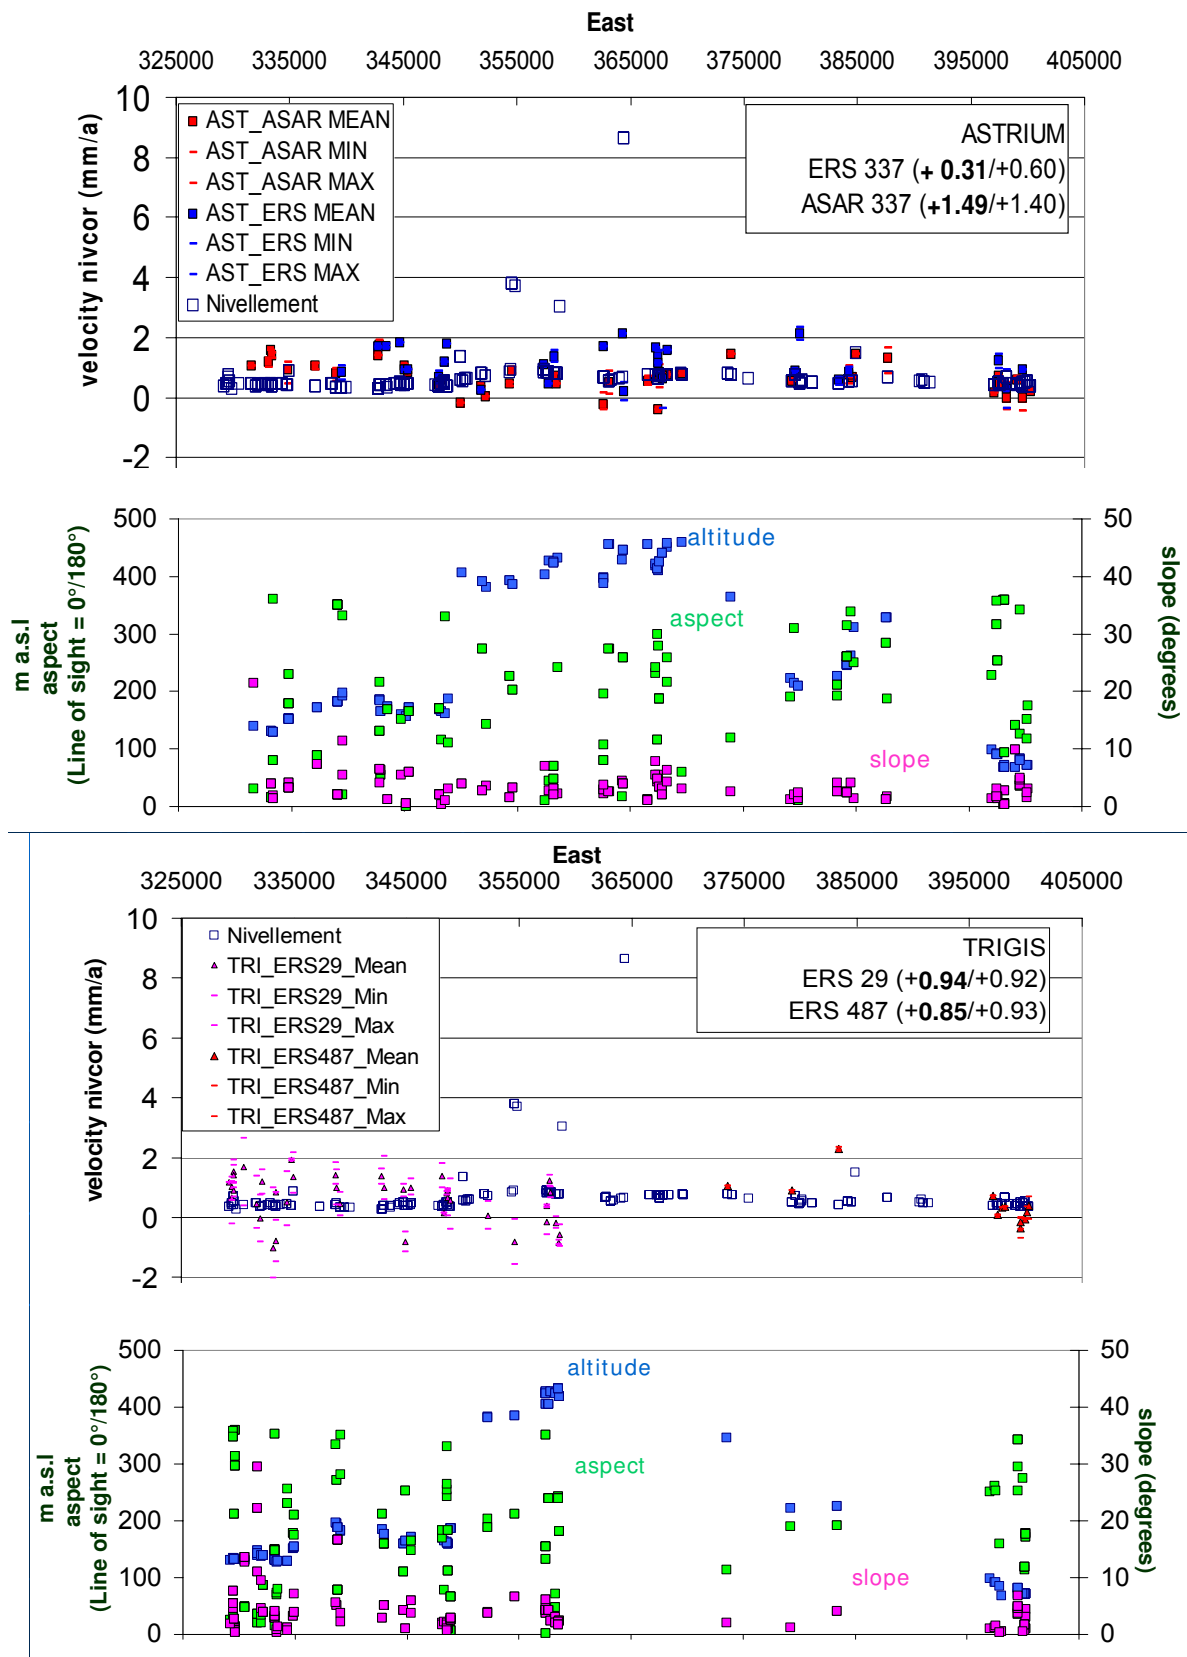 East
325000 335000 345000 355000 365000 375000 385000 395000 405000
10
8
6
4
2
0
-2
velocity nivcor (mm/a)
AST_ASAR MEAN
AST_ASAR MIN
AST_ASAR MAX
AST_ERS MEAN
AST_ERS MIN
AST_ERS MAX
Nivellement
ASTRIUM
ERS 337 (+ 0.31/+0.60)
ASAR 337 (+1.49/+1.40)
m a.s.l
aspect
(Line of sight = 0°/180°)
500
400
300
200
100
0
altitude
aspect
slope
50
40
30
20
10
0
slope (degrees)
East
325000 335000 345000 355000 365000 375000 385000 395000 405000
10
8
6
4
2
0
-2
velocity nivcor (mm/a)
Nivellement
TRI_ERS29_Mean
TRI_ERS29_Min
TRI_ERS29_Max
TRI_ERS487_Mean
TRI_ERS487_Min
TRI_ERS487_Max
TRIGIS
ERS 29 (+0.94/+0.92)
ERS 487 (+0.85/+0.93)
m a.s.l
aspect
(Line of sight = 0°/180°)
500
400
300
200
100
0
altitude
aspect
slope
50
40
30
20
10
0
slope (degrees)